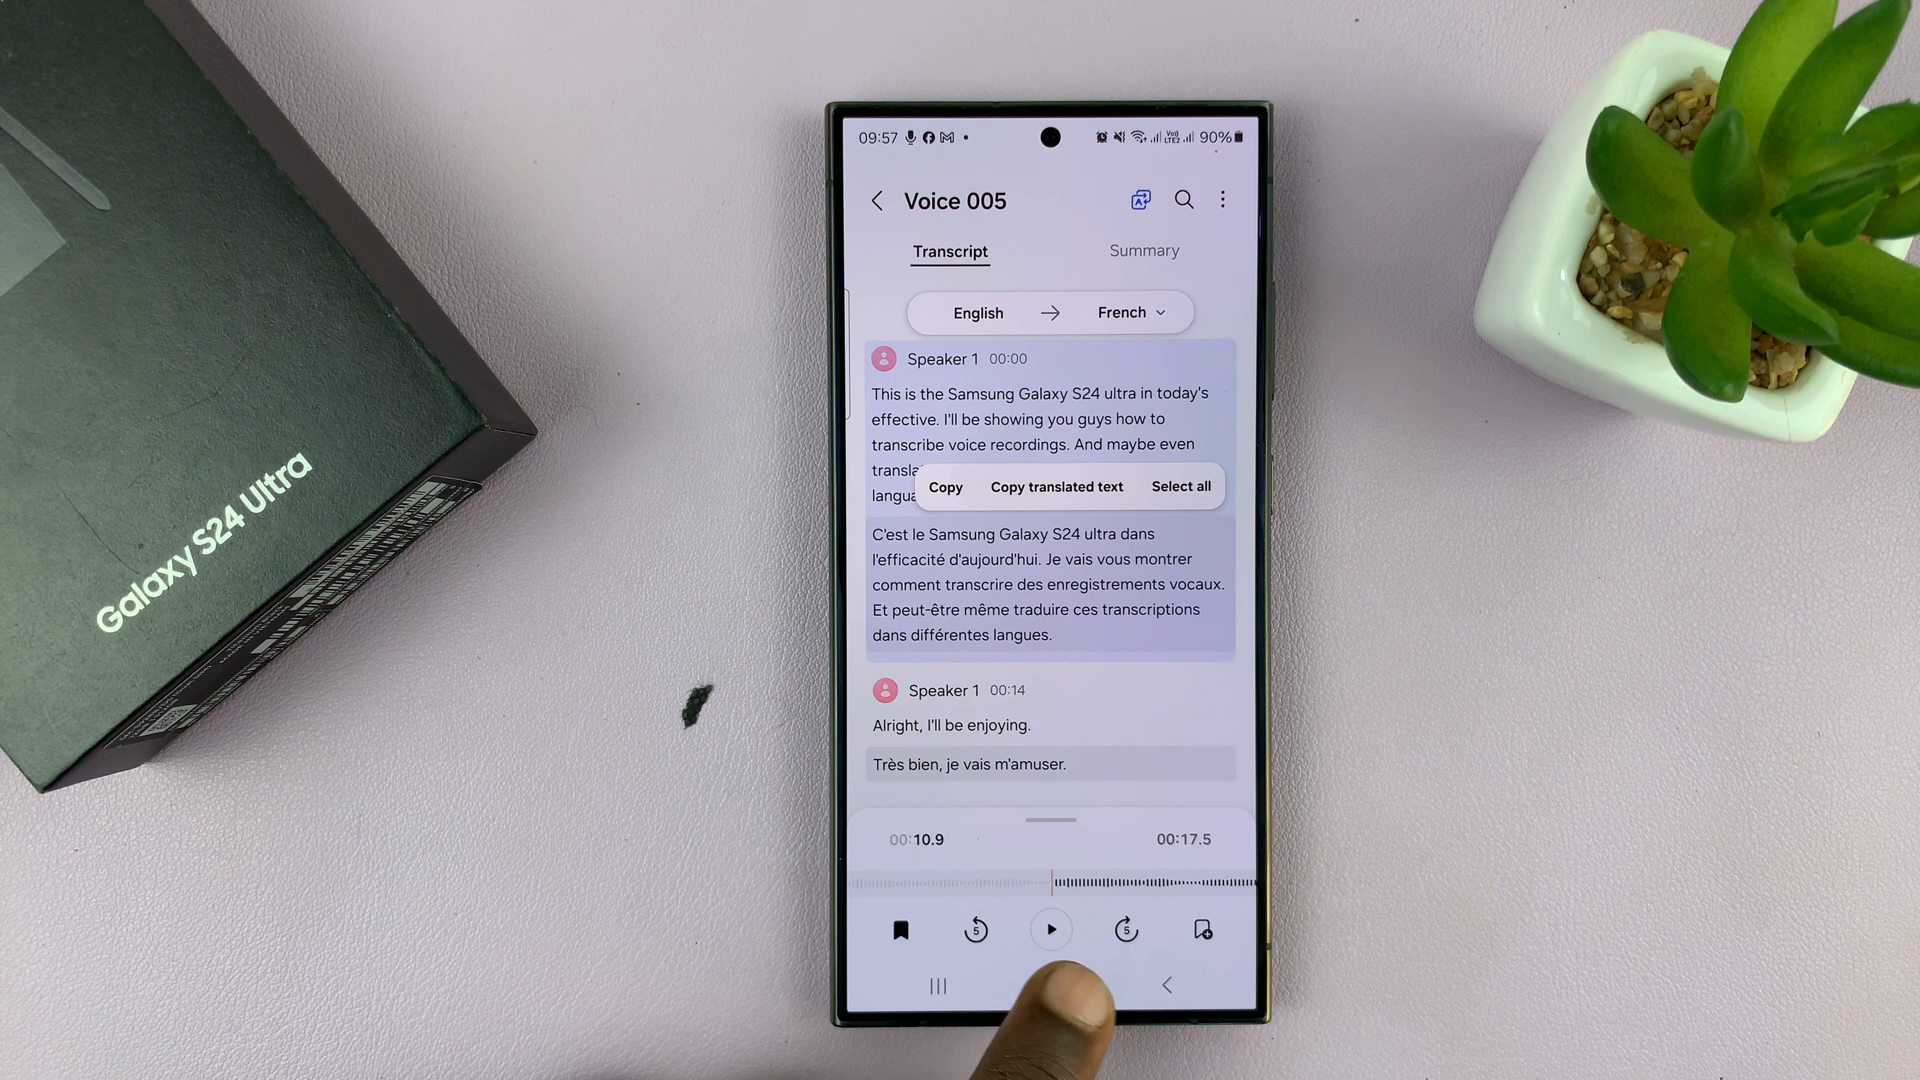 Galaxy S24 Ultra
09:57
90%
Voice 005
Transcript
Summary
English → French
Speaker 1 00:00
This is the Samsung Galaxy S24 ultra in today's
effective. I'll be showing you guys how to
transcribe voice recordings. And maybe even
transla
langua
Copy
Copy translated text
Select all
C'est le Samsung Galaxy S24 ultra dans
l'efficacité d'aujourd'hui. Je vais vous montrer
comment transcrire des enregistrements vocaux.
Et peut-être même traduire ces transcriptions
dans différentes langues.
Speaker 1 00:14
Alright, I'll be enjoying.
Très bien, je vais m'amuser.
00:10.9
00:17.5
5
5